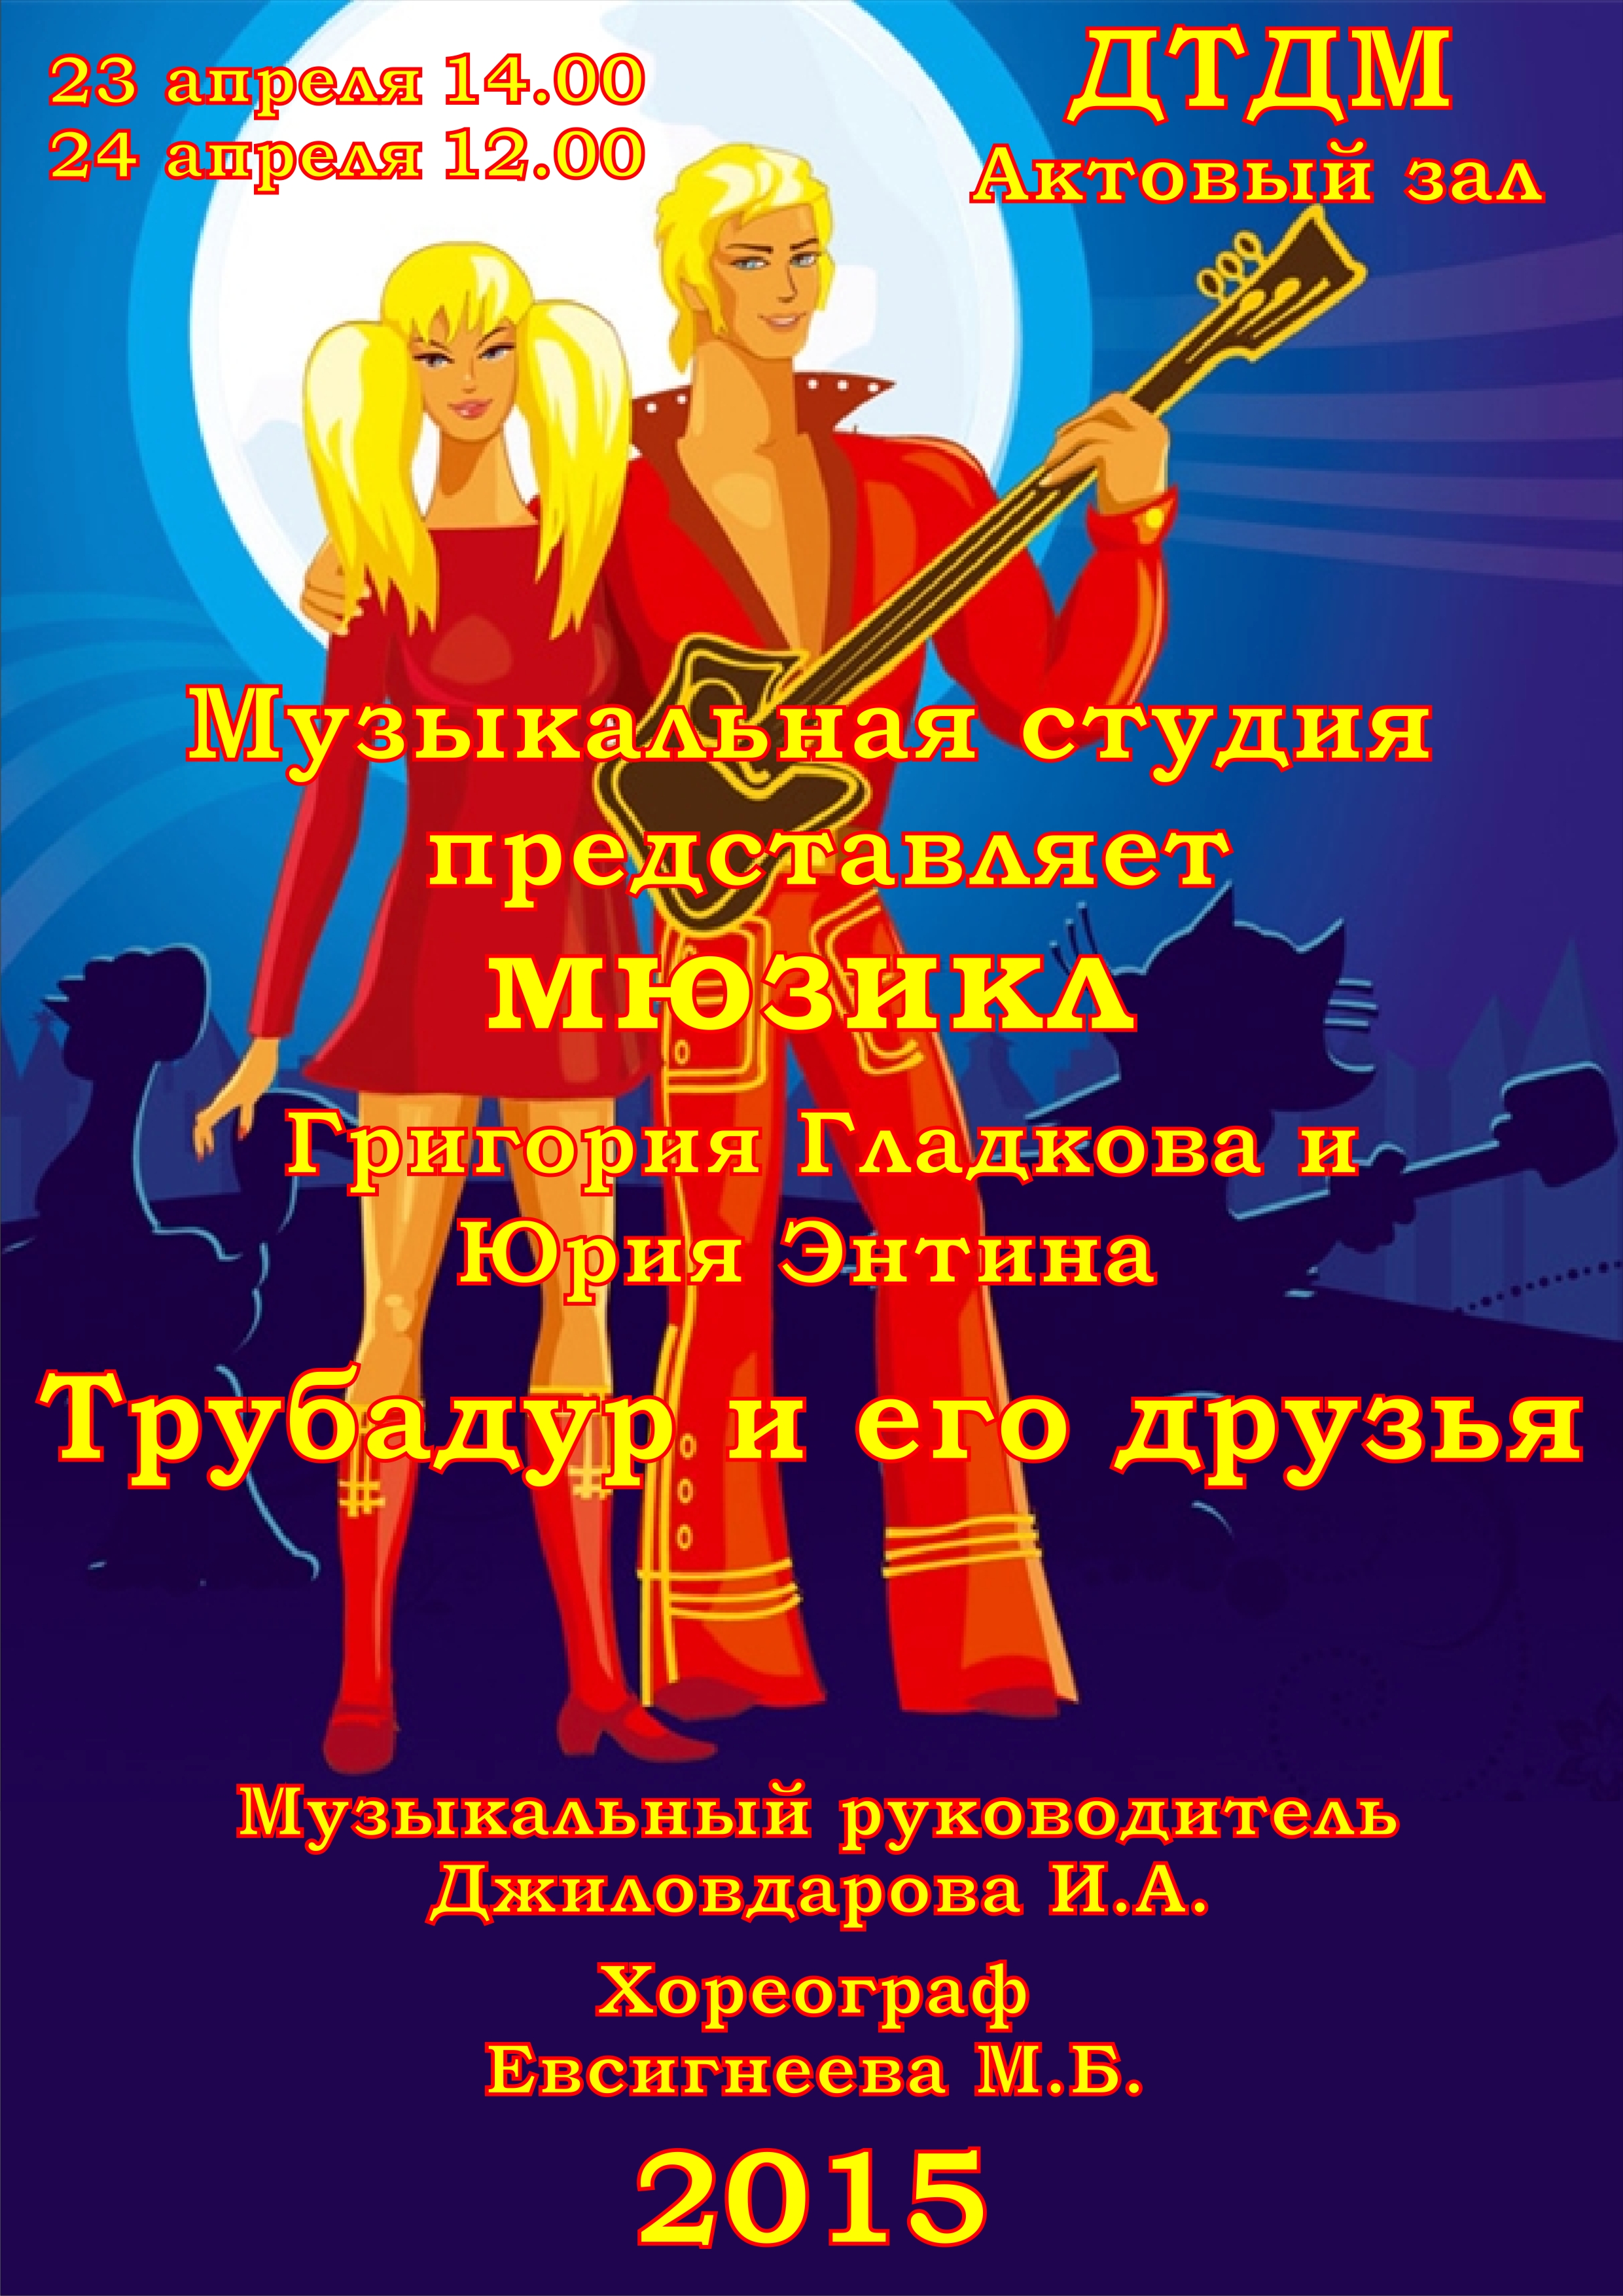 23 апреля 14.00
24 апреля 12.00
ДТДМ
Актовый зал
Музыкальная студия
представляет
мюзикл
Григория Гладкова и
Юрия Энтина
Трубадур и его друзья
Музыкальный руководитель
Джиловдарова И.А.
Хореограф
Евсигнеева М.Б.
2015